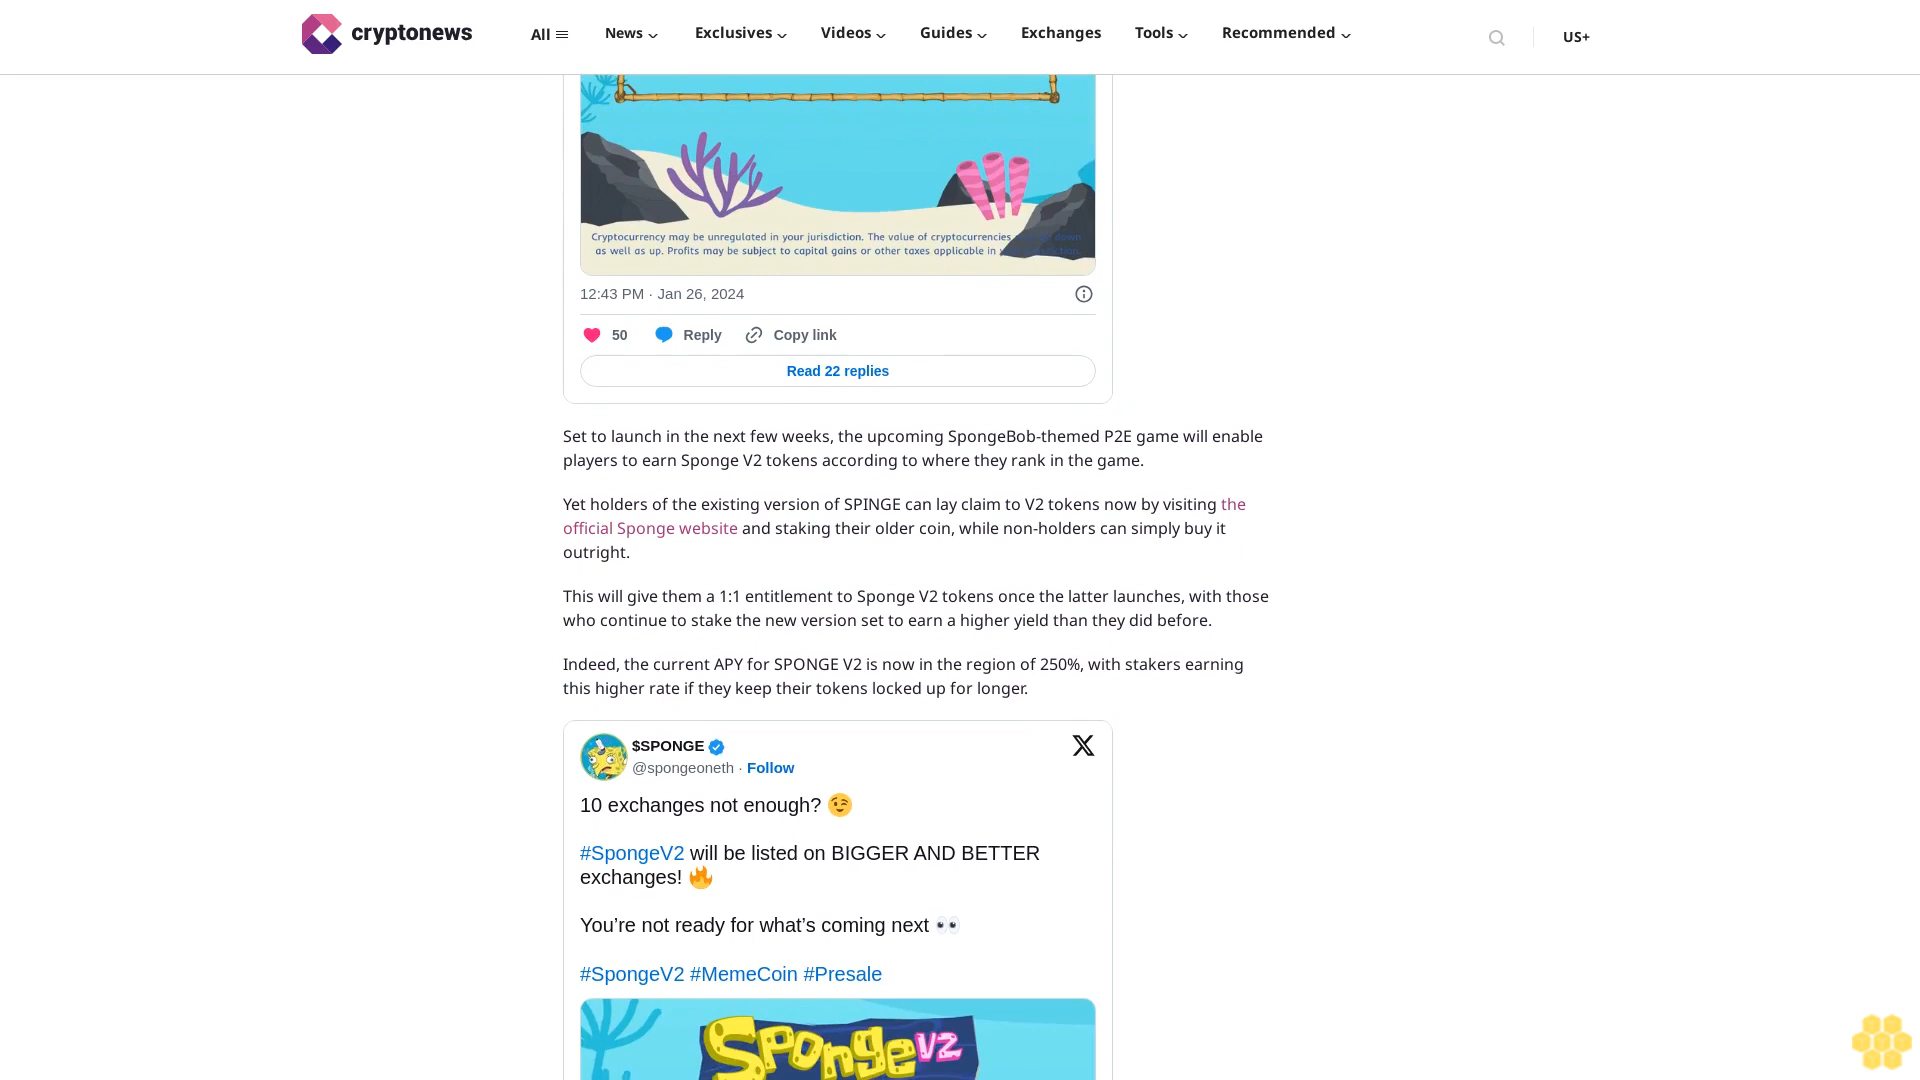 cryptonews
All
News
Exclusives
Videos
Guides
Exchanges
Tools
Recommended
US+
Cryptocurrency may be unregulated in your jurisdiction. The value of cryptocurrencies
as well as up. Profits may be subject to capital gains or other taxes applicable in
12:43 PM · Jan 26, 2024
50
Reply
Copy link
Read 22 replies
Set to launch in the next few weeks, the upcoming SpongeBob-themed P2E game will enable
players to earn Sponge V2 tokens according to where they rank in the game.
Yet holders of the existing version of SPINGE can lay claim to V2 tokens now by visiting the
official Sponge website and staking their older coin, while non-holders can simply buy it
outright.
This will give them a 1:1 entitlement to Sponge V2 tokens once the latter launches, with those
who continue to stake the new version set to earn a higher yield than they did before.
Indeed, the current APY for SPONGE V2 is now in the region of 250%, with stakers earning
this higher rate if they keep their tokens locked up for longer.
$SPONGE
@spongeoneth · Follow
10 exchanges not enough? 😉
#SpongeV2 will be listed on BIGGER AND BETTER
exchanges! 🔥
You’re not ready for what’s coming next 👀
#SpongeV2 #MemeCoin #Presale
Sponge V2